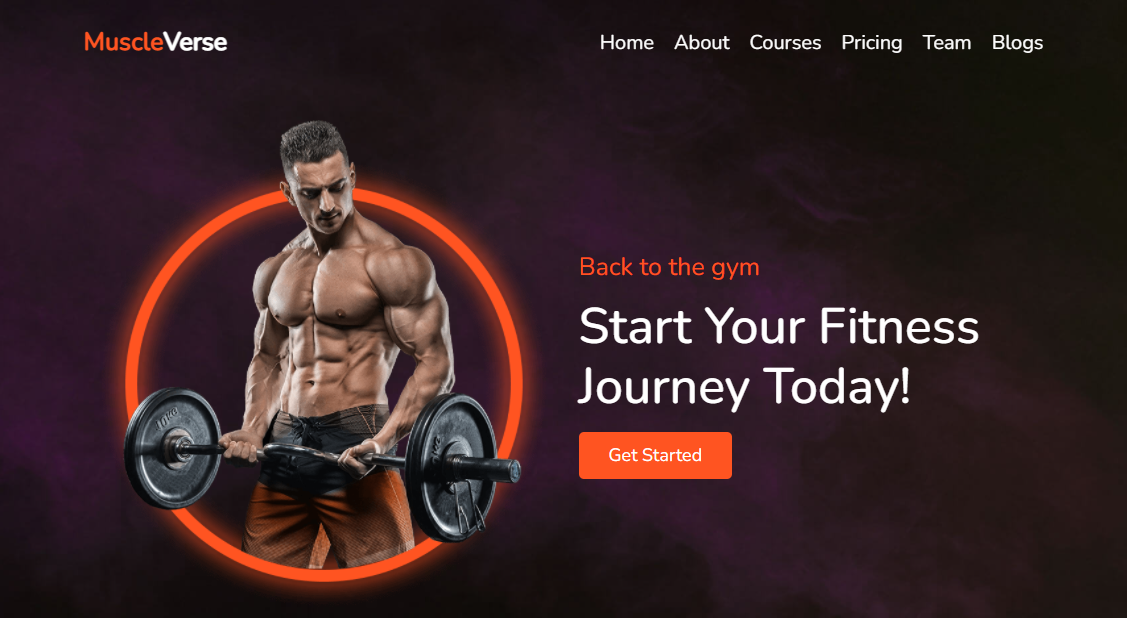 MuscleVerse
Home About Courses Pricing Team Blogs
Back to the gym
Start Your Fitness
Journey Today!
Get Started
10KG